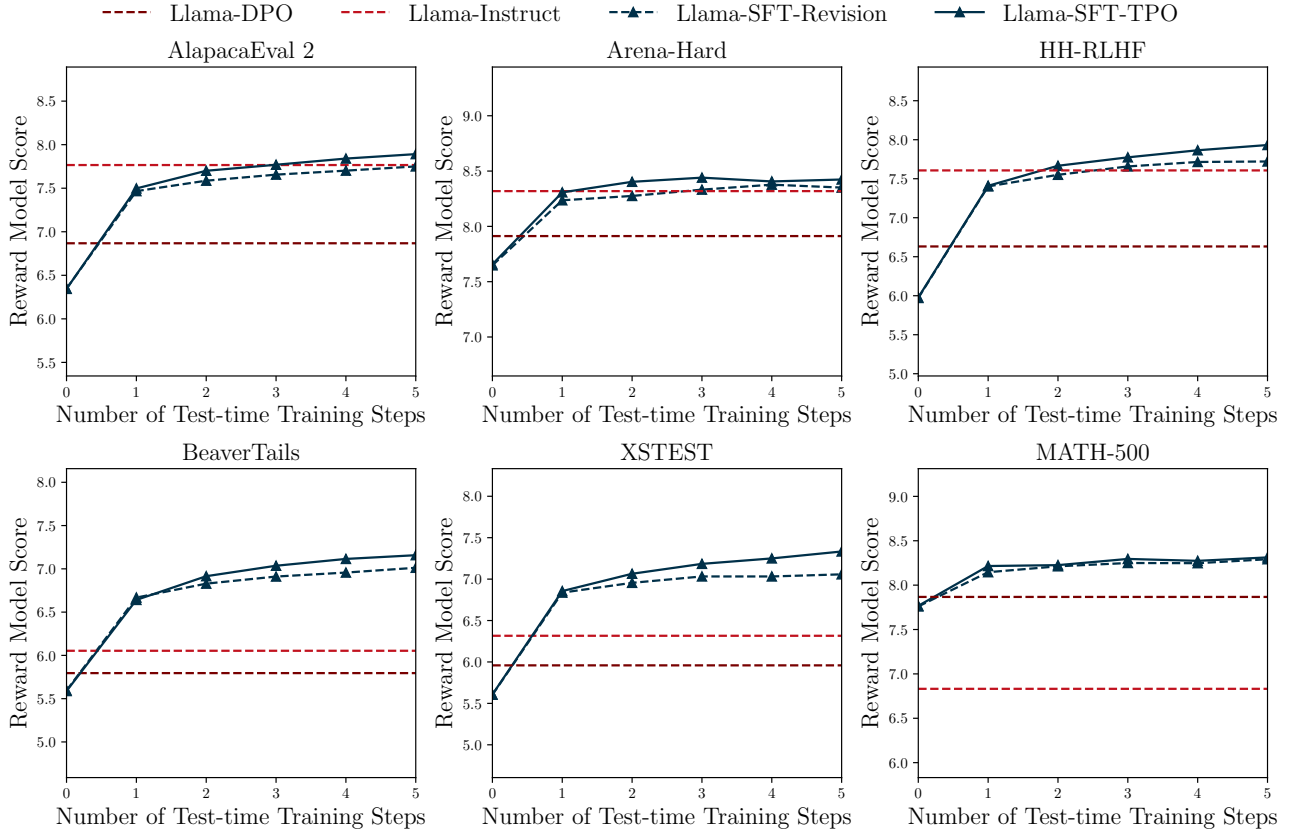 Llama-DPO Llama-Instruct Llama-SFT-Revision Llama-SFT-TPO
AlapacaEval 2
Reward Model Score
8.5
8.0
7.5
7.0
6.5
6.0
5.5
0 1 2 3 4 5
Number of Test-time Training Steps
Arena-Hard
Reward Model Score
9.0
8.5
8.0
7.5
7.0
0 1 2 3 4 5
Number of Test-time Training Steps
HH-RLHF
Reward Model Score
8.5
8.0
7.5
7.0
6.5
6.0
5.5
5.0
0 1 2 3 4 5
Number of Test-time Training Steps
BeaverTails
Reward Model Score
8.0
7.5
7.0
6.5
6.0
5.5
5.0
0 1 2 3 4 5
Number of Test-time Training Steps
XSTEST
Reward Model Score
8.0
7.5
7.0
6.5
6.0
5.5
5.0
0 1 2 3 4 5
Number of Test-time Training Steps
MATH-500
Reward Model Score
9.0
8.5
8.0
7.5
7.0
6.5
6.0
0 1 2 3 4 5
Number of Test-time Training Steps